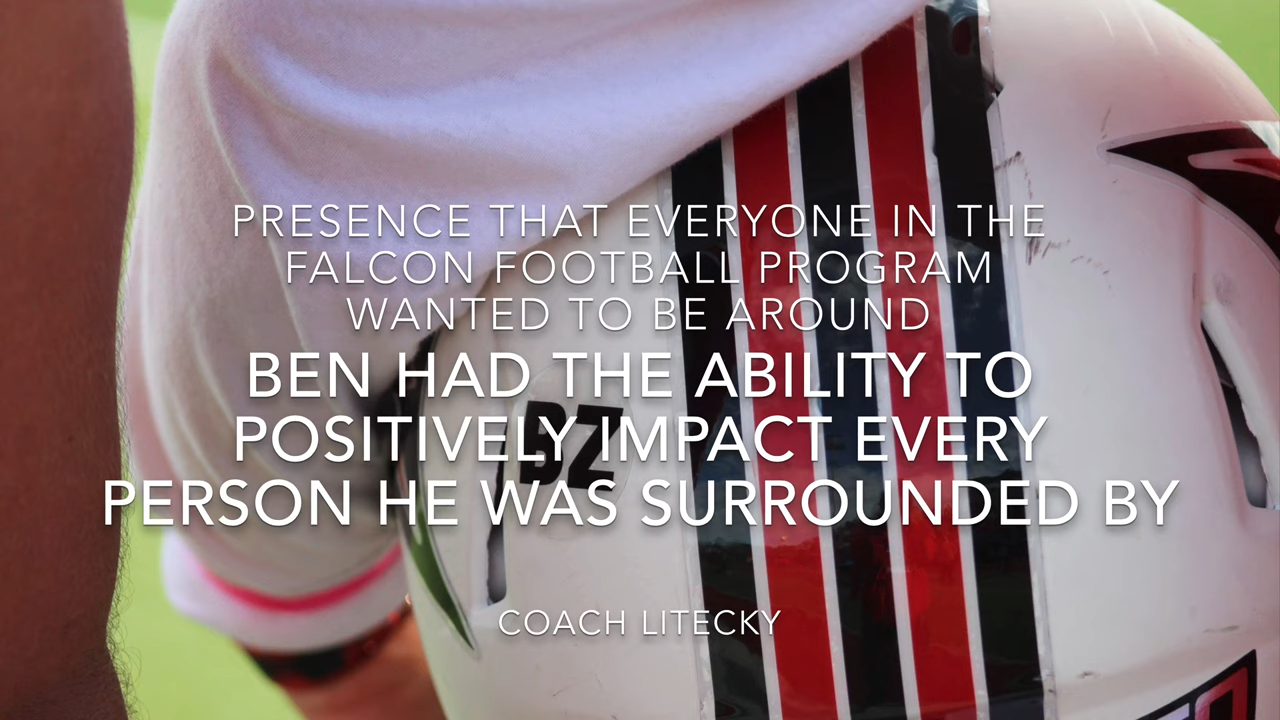 PRESENCE THAT EVERYONE IN THE
FALCON FOOTBALL PROGRAM
WANTED TO BE AROUND
BEN HAD THE ABILITY TO
POSITIVELY IMPACT EVERY
PERSON HE WAS SURROUNDED BY
BZ
COACH LITECKY